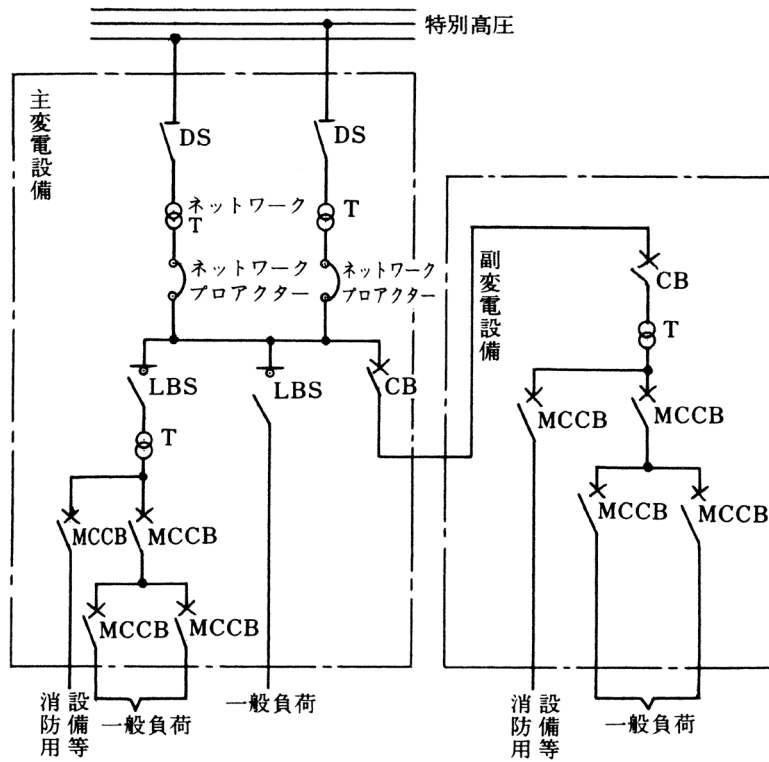 特別高圧
主変電設備
DS
DS
ネットワーク
T
T
ネットワーク
プロアクター
ネットワーク
プロアクター
副変電設備
CB
T
LBS
LBS
CB
MCCB
MCCB
T
MCCB
MCCB
MCCB
MCCB
MCCB
MCCB
消防用
設備等
一般負荷
一般負荷
消防用
設備等
一般負荷